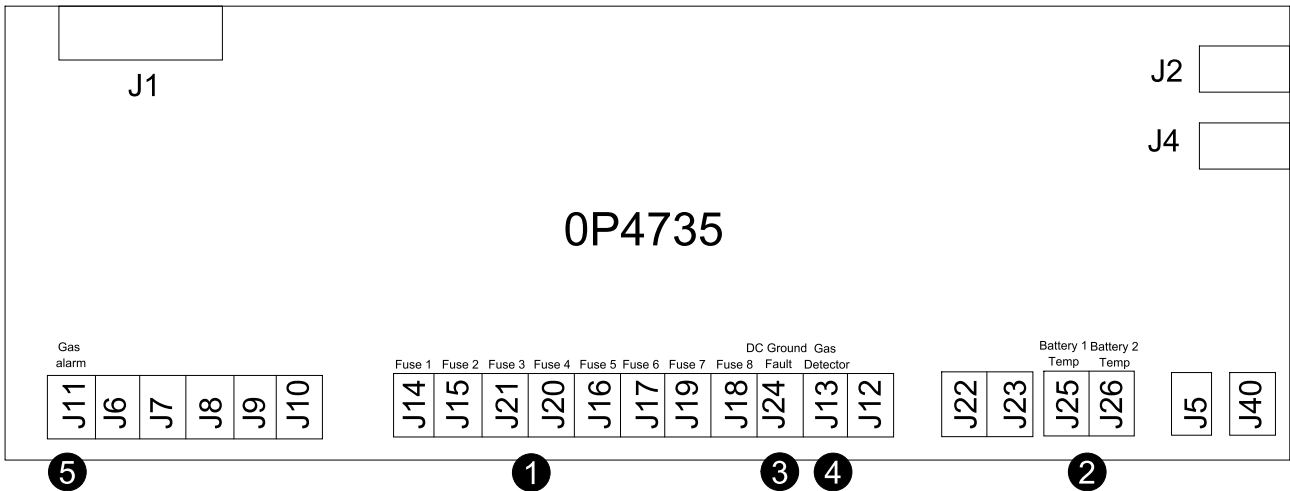 J1
J2
J4
0P4735
Gas
alarm
Fuse 1 Fuse 2 Fuse 3 Fuse 4 Fuse 5 Fuse 6 Fuse 7 Fuse 8
DC Ground
Fault
Gas
Detector
Battery 1
Temp
Battery 2
Temp
J11 J6 J7 J8 J9 J10
J14 J15 J21 J20 J16 J17 J19 J18 J24 J13 J12
J22 J23
J25 J26
J5
J40
5 1 3 4 2